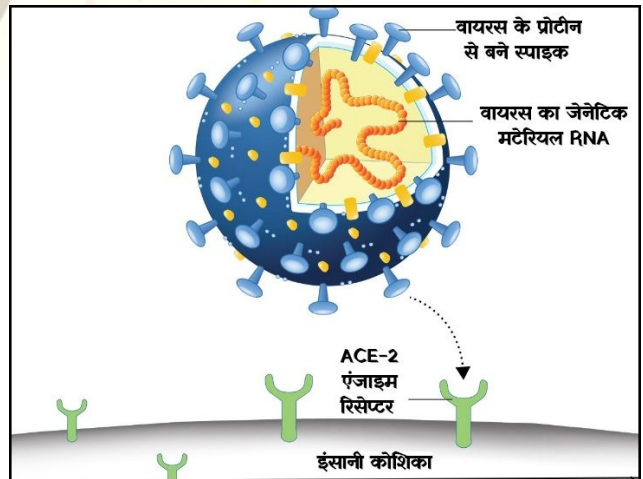 वायरस के प्रोटीन
से बने स्पाइक
वायरस का जेनेटिक
मटेरियल RNA
ACE-2
एंजाइम
रिसेप्टर
इंसानी कोशिका